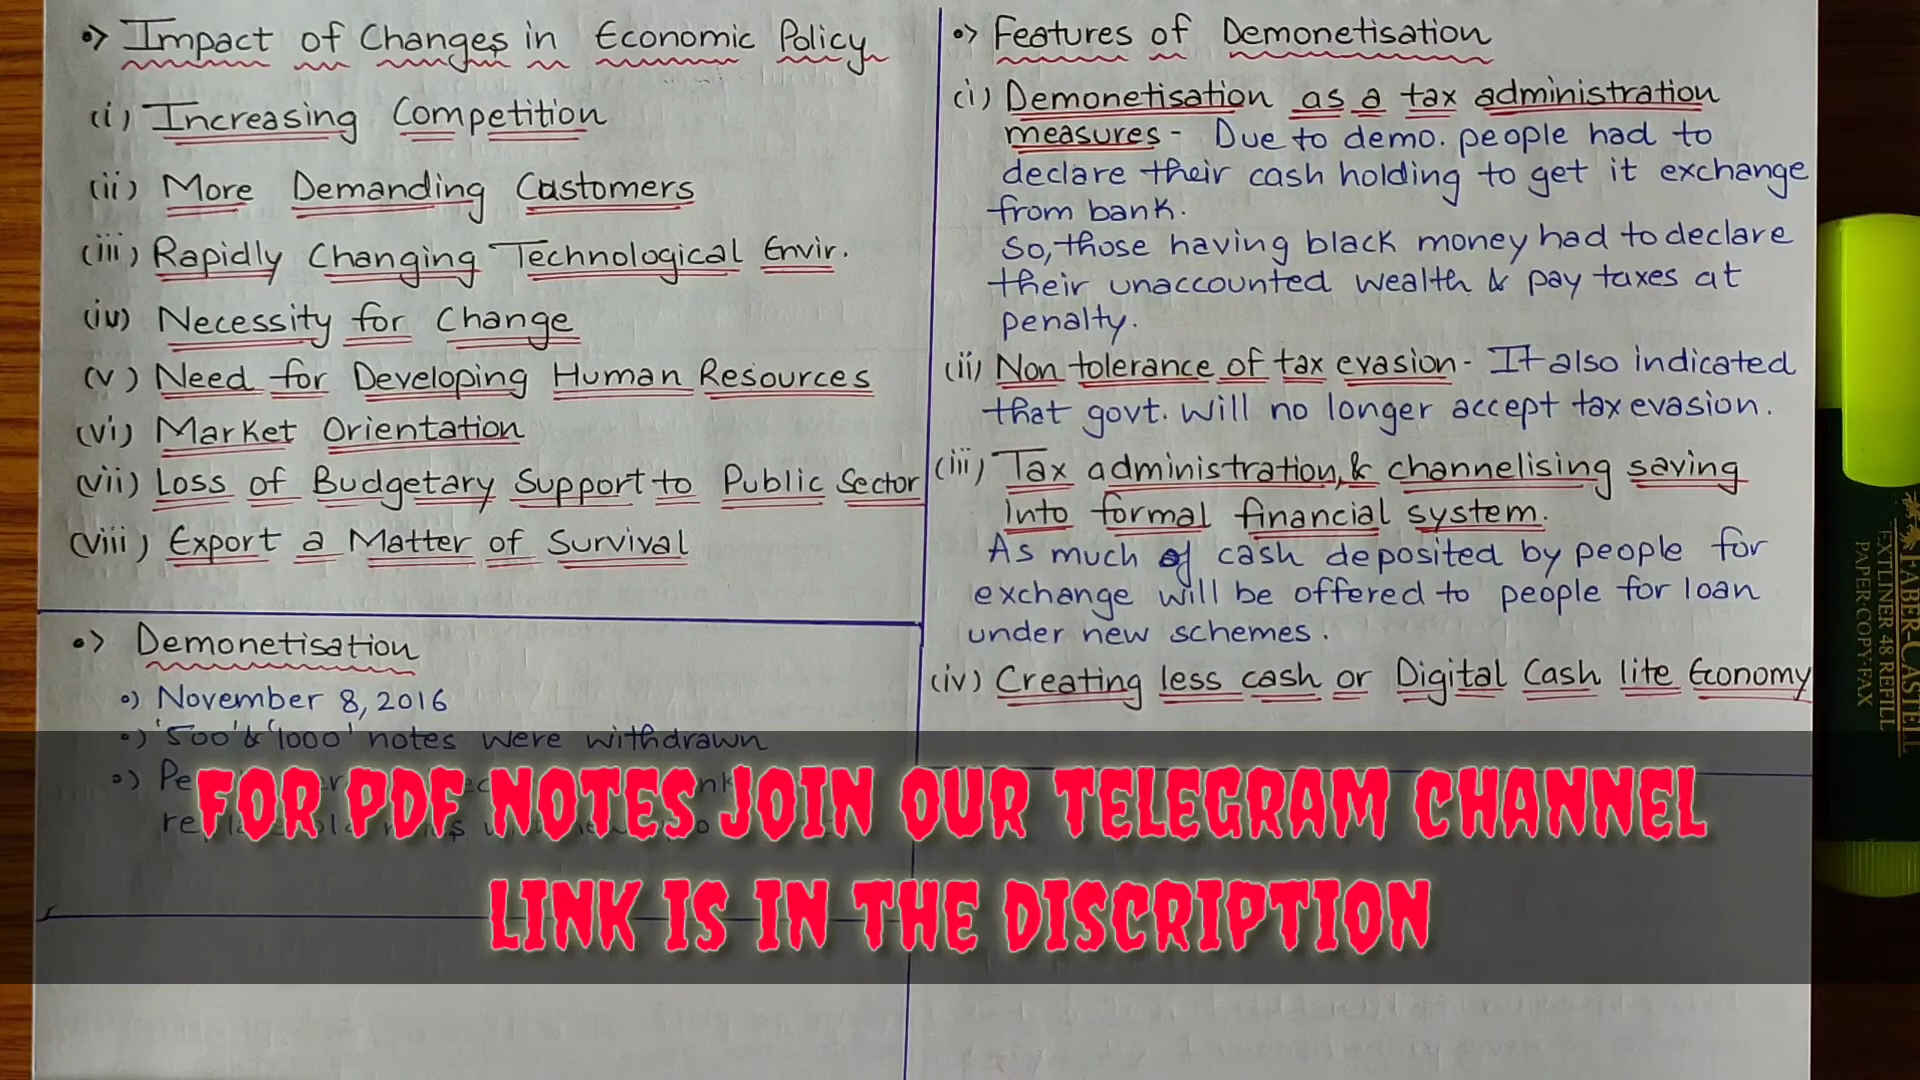 Impact of Changes in Economic Policy
(i) Increasing Competition
(ii) More Demanding Customers
(iii) Rapidly Changing Technological Envir.
(iv) Necessity for Change
(v) Need for Developing Human Resources
(vi) Market Orientation
(vii) Loss of Budgetary Support to Public Sector
(viii) Export a Matter of Survival
Demonetisation
November 8, 2016
'500' & '1000' notes were withdrawn
Features of Demonetisation
(i) Demonetisation as a tax administration
measures - Due to demo. people had to
declare their cash holding to get it exchange
from bank.
So, those having black money had to declare
their unaccounted wealth & pay taxes at
penalty.
(ii) Non tolerance of tax evasion - It also indicated
that govt. will no longer accept tax evasion.
(iii) Tax administration, & channelising saving
into formal financial system.
As much of cash deposited by people for
exchange will be offered to people for loan
under new schemes.
(iv) Creating less cash or Digital Cash lite Economy
FOR PDF NOTES JOIN OUR TELEGRAM CHANNEL
LINK IS IN THE DISCRIPTION
FABER-CASTELL
EXTLINER 48 REFILL
PAPER·COPY·FAX